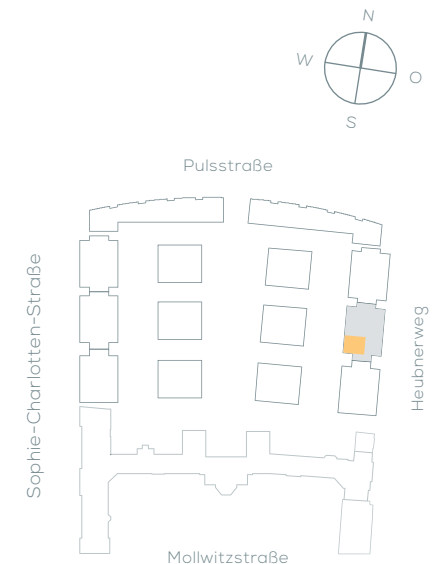 N
W
O
S
Pulsstraße
Sophie-Charlotten-Straße
Heubnerweg
Mollwitzstraße